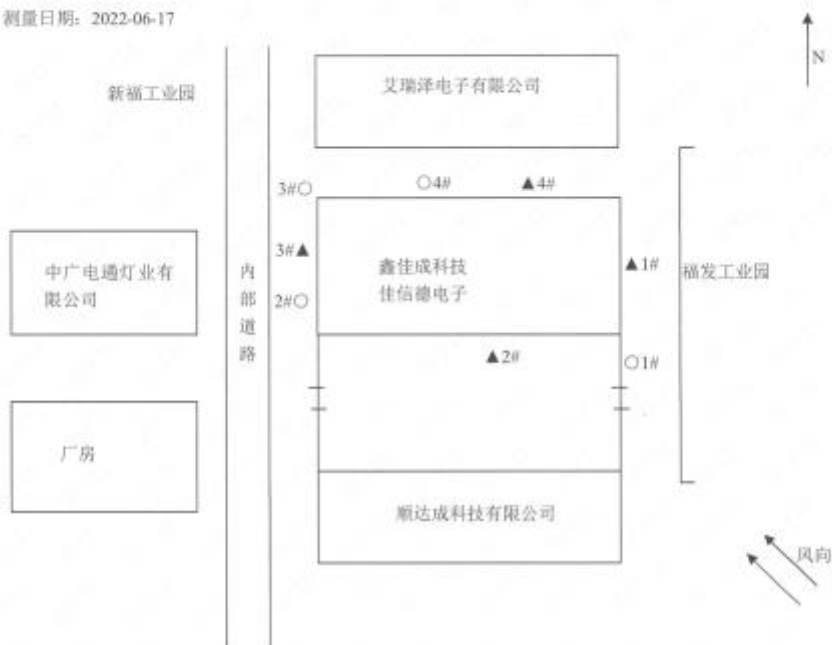 测量日期：2022-06-17
N
新福工业园
艾瑞泽电子有限公司
3#○
○4#
▲4#
3#▲
中广电通灯业有
限公司
内部道路
鑫佳成科技
佳信德电子
▲1#
福发工业园
2#○
▲2#
○1#
厂房
顺达成科技有限公司
风向